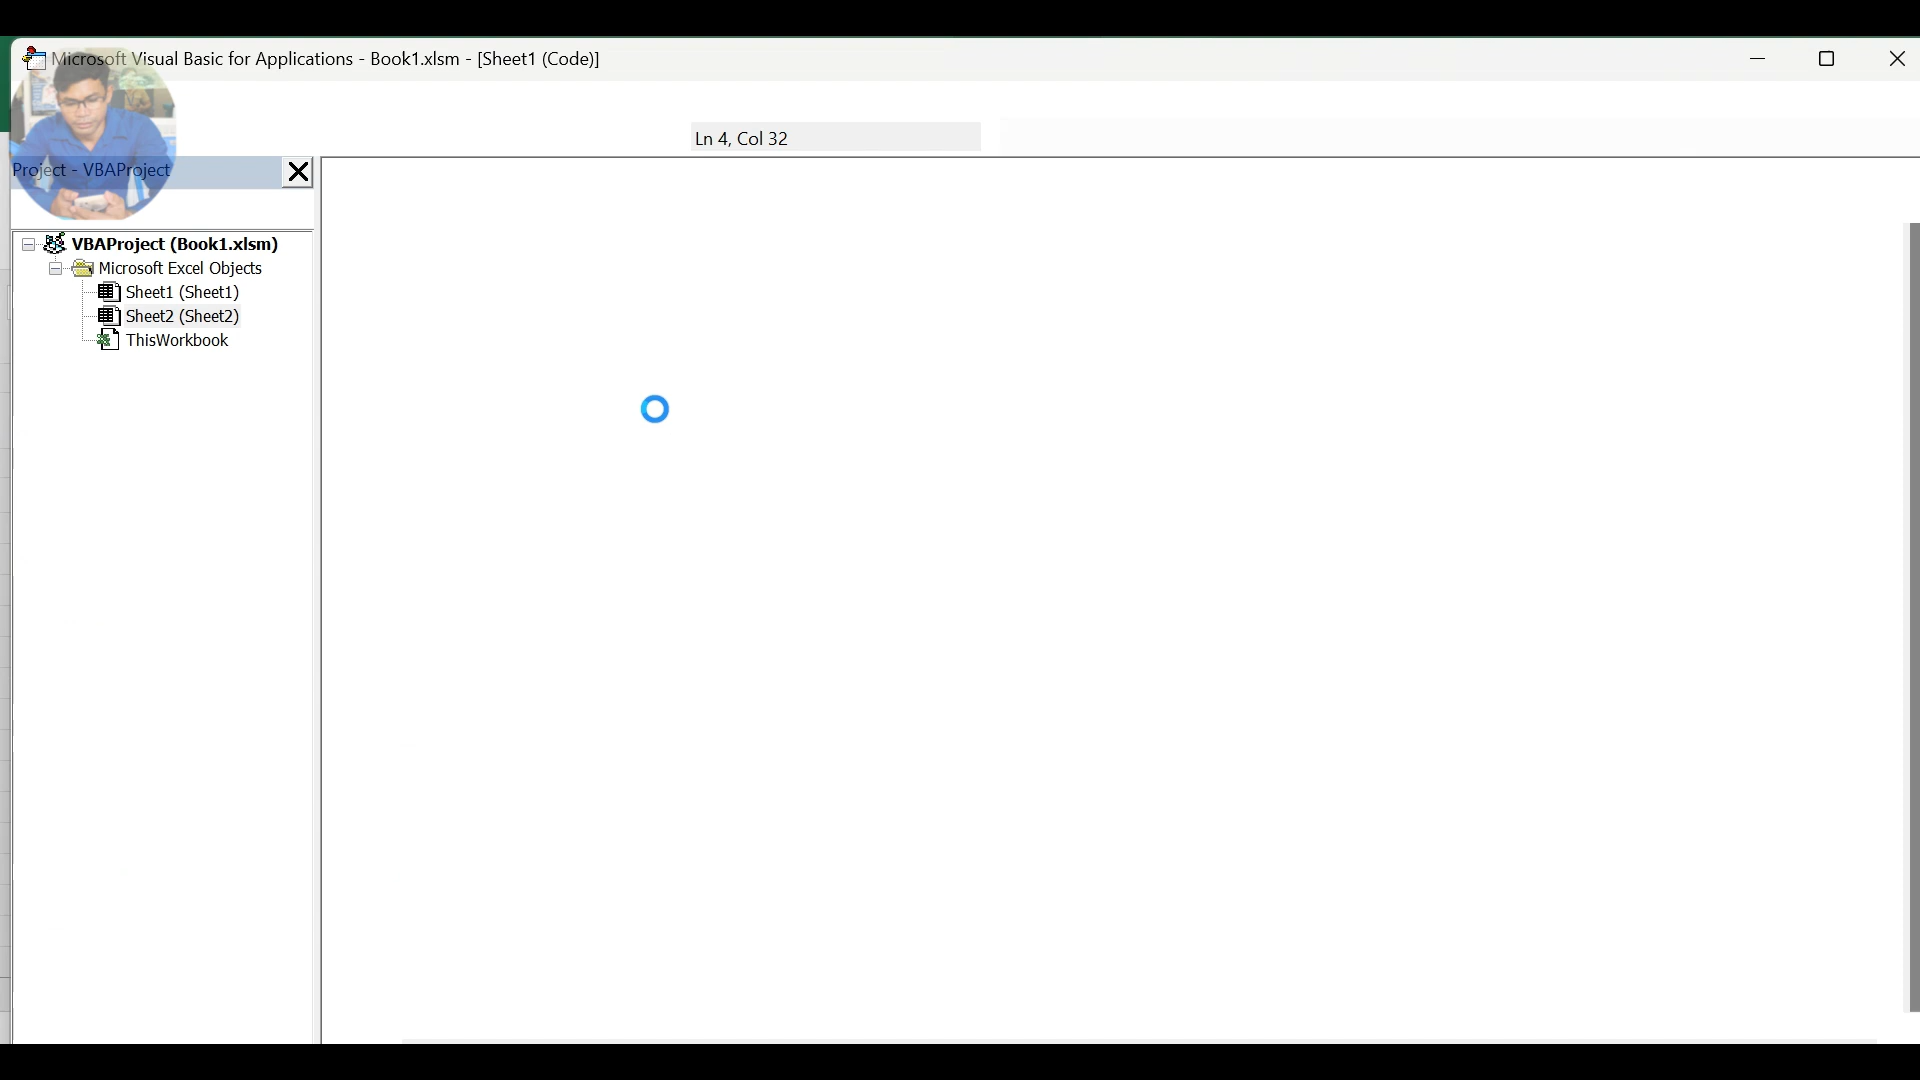 Microsoft Visual Basic for Applications - Book1.xlsm - [Sheet1 (Code)]
Ln 4, Col 32
Project - VBAProject
VBAProject (Book1.xlsm)
Microsoft Excel Objects
Sheet1 (Sheet1)
Sheet2 (Sheet2)
ThisWorkbook